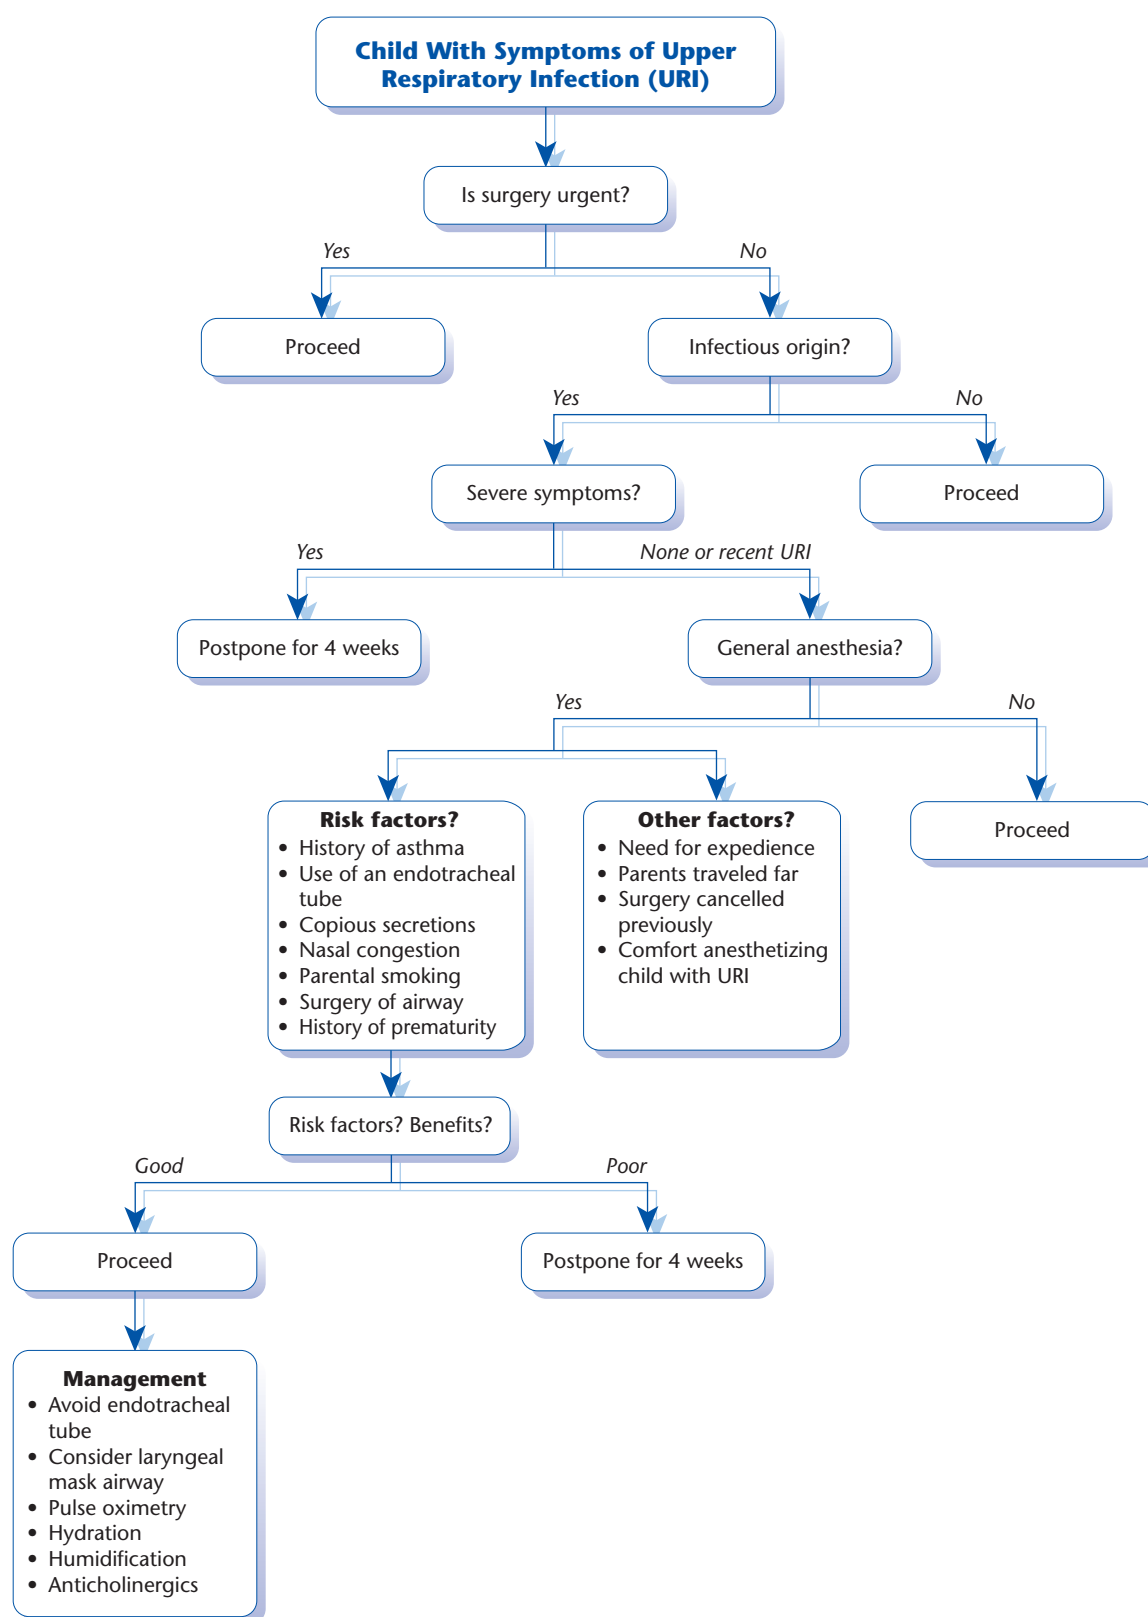 Child With Symptoms of Upper
Respiratory Infection (URI)
Is surgery urgent?
Yes
No
Proceed
Infectious origin?
Yes
No
Severe symptoms?
Proceed
Yes
None or recent URI
Postpone for 4 weeks
General anesthesia?
Yes
No
Risk factors?
• History of asthma
• Use of an endotracheal
tube
• Copious secretions
• Nasal congestion
• Parental smoking
• Surgery of airway
• History of prematurity
Other factors?
• Need for expedience
• Parents traveled far
• Surgery cancelled
previously
• Comfort anesthetizing
child with URI
Proceed
Risk factors? Benefits?
Good
Poor
Proceed
Postpone for 4 weeks
Management
• Avoid endotracheal
tube
• Consider laryngeal
mask airway
• Pulse oximetry
• Hydration
• Humidification
• Anticholinergics